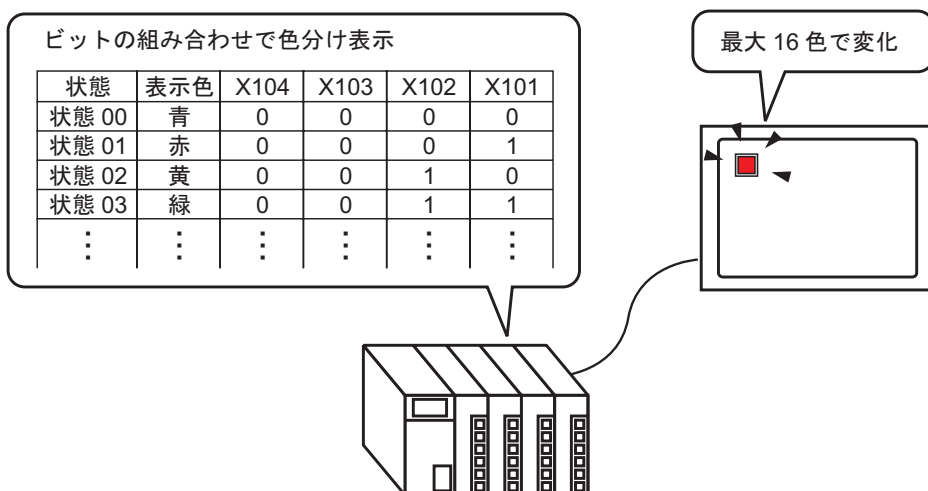 ビットの組み合わせで色分け表示
状態 表示色 X104 X103 X102 X101
状態 00 青 0 0 0 0
状態 01 赤 0 0 0 1
状態 02 黄 0 0 1 0
状態 03 緑 0 0 1 1
⋮ ⋮ ⋮ ⋮ ⋮ ⋮
最大 16 色で変化